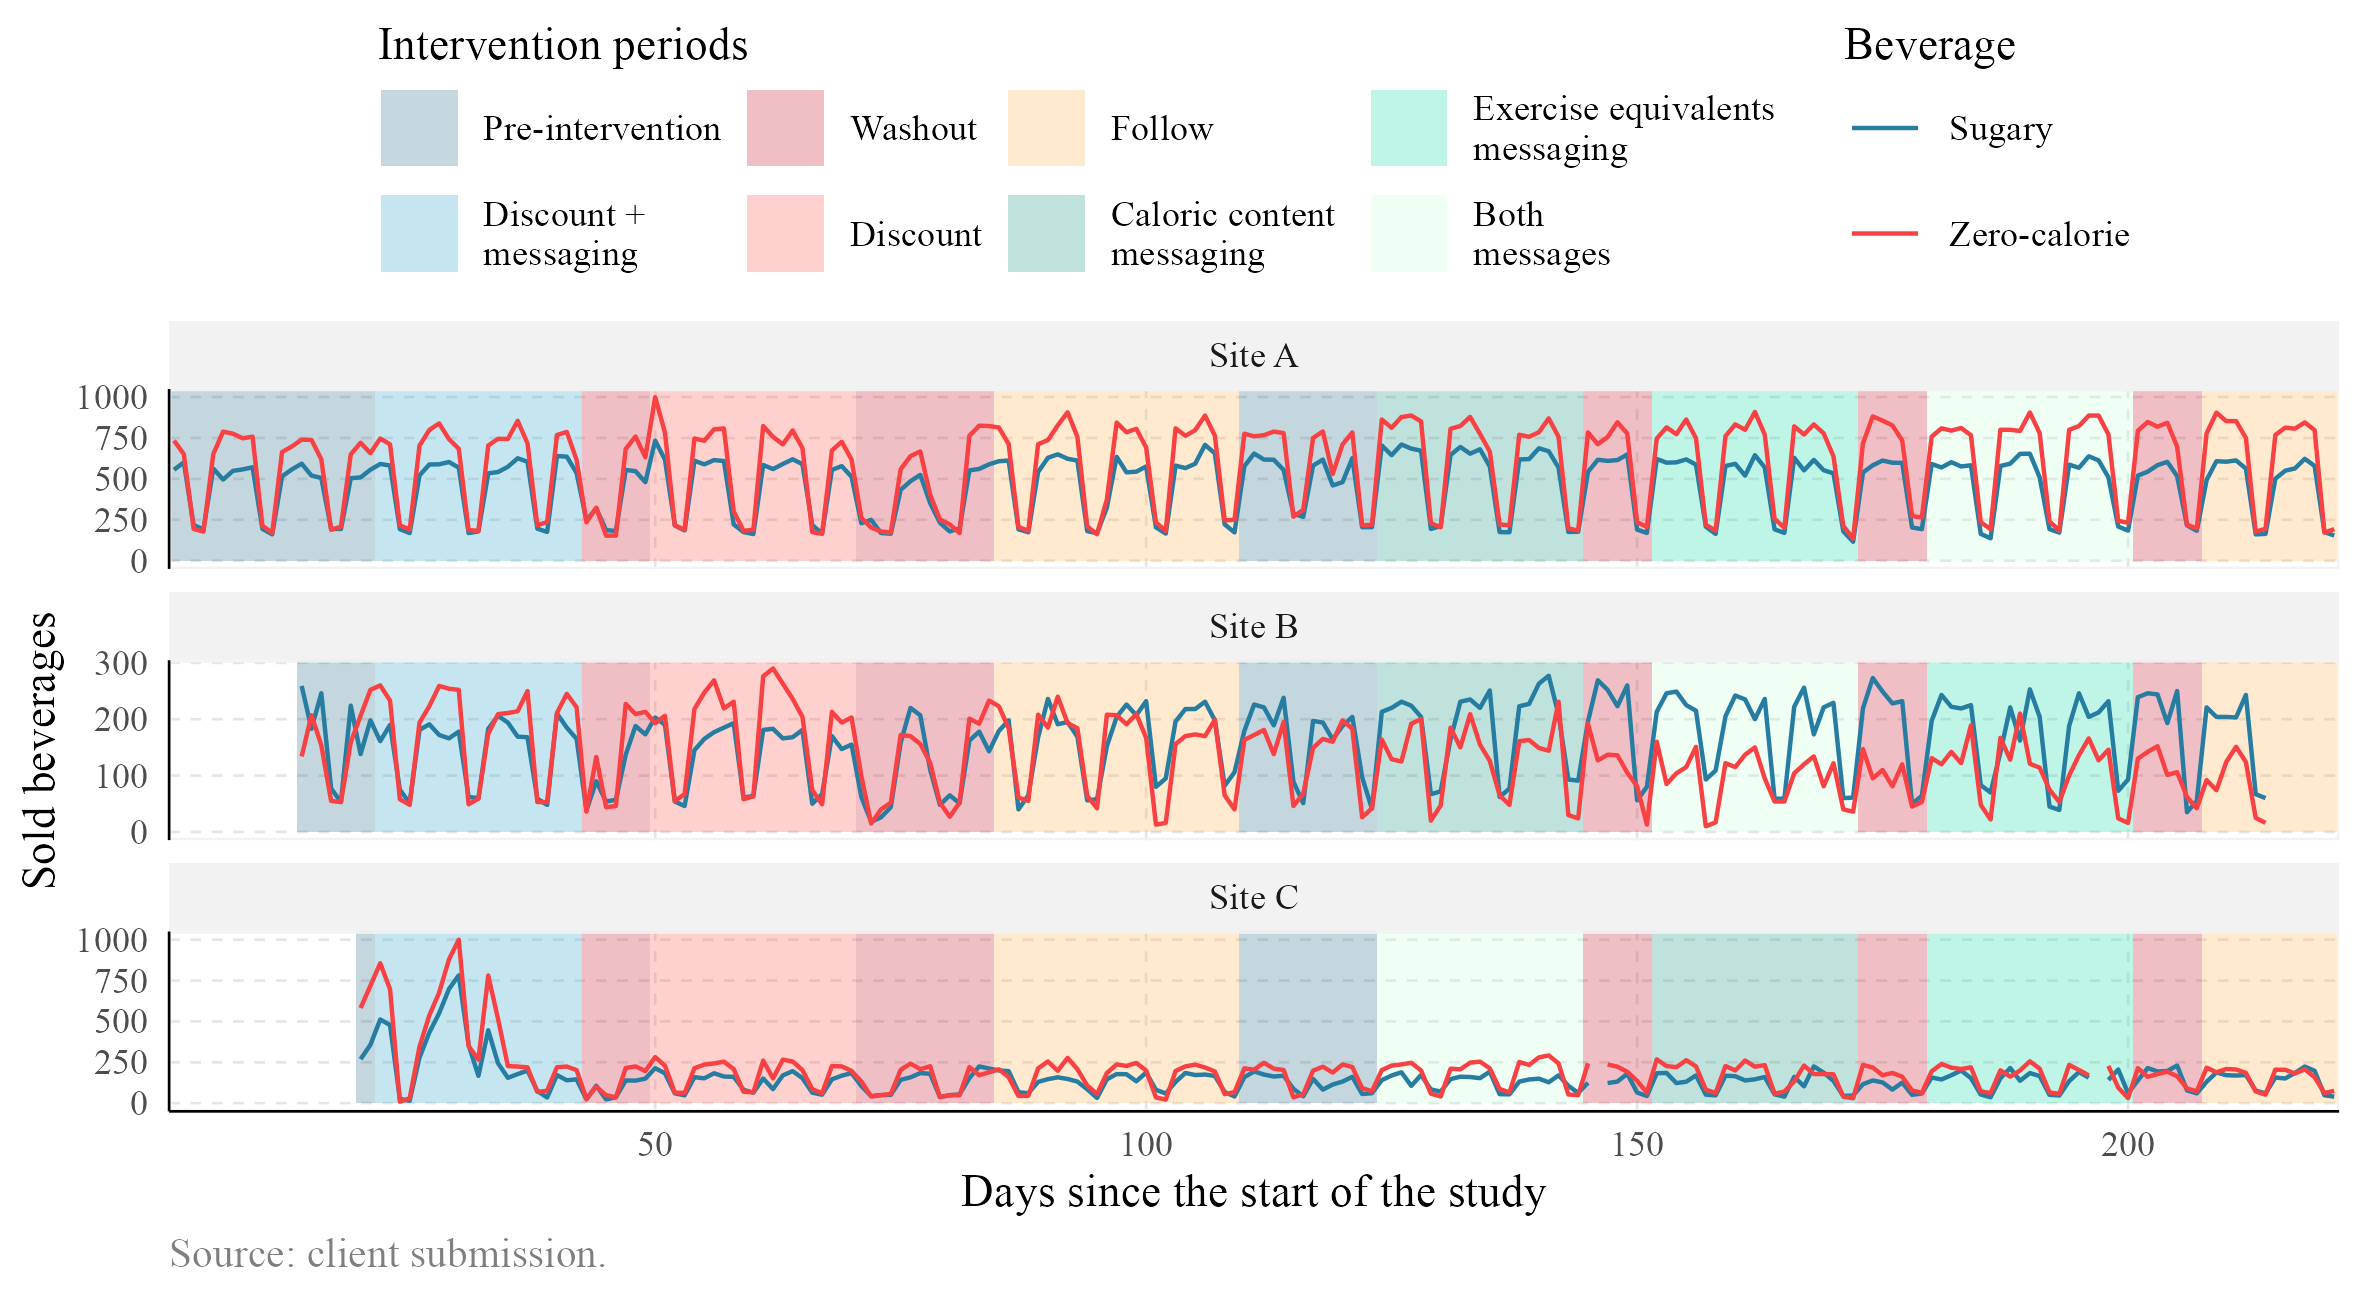 Intervention periods
Beverage
Pre-intervention
Washout
Follow
Exercise equivalents
messaging
Sugary
Discount +
messaging
Discount
Caloric content
messaging
Both
messages
Zero-calorie
Site A
1000
750
500
250
0
Site B
300
200
100
0
Site C
1000
750
500
250
0
Sold beverages
50 100 150 200
Days since the start of the study
Source: client submission.